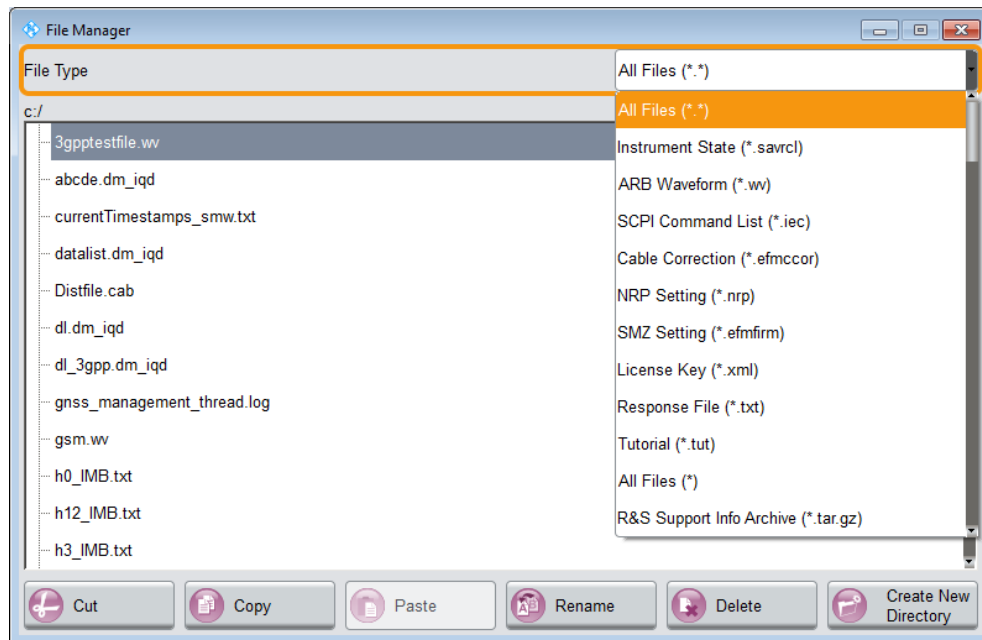 File Manager
File Type
All Files (*.*)
c:/
All Files (*.*)
3gpptestfile.wv
Instrument State (*.savrcl)
abcde.dm_iqd
ARB Waveform (*.wv)
currentTimestamps_smw.txt
SCPI Command List (*.iec)
datalist.dm_iqd
Cable Correction (*.efmccor)
Distfile.cab
NRP Setting (*.nrp)
dl.dm_iqd
SMZ Setting (*.efmfirm)
dl_3gpp.dm_iqd
License Key (*.xml)
gnss_management_thread.log
Response File (*.txt)
gsm.wv
Tutorial (*.tut)
h0_IMB.txt
All Files (*)
h12_IMB.txt
R&S Support Info Archive (*.tar.gz)
h3_IMB.txt
Cut
Copy
Paste
Rename
Delete
Create New
Directory